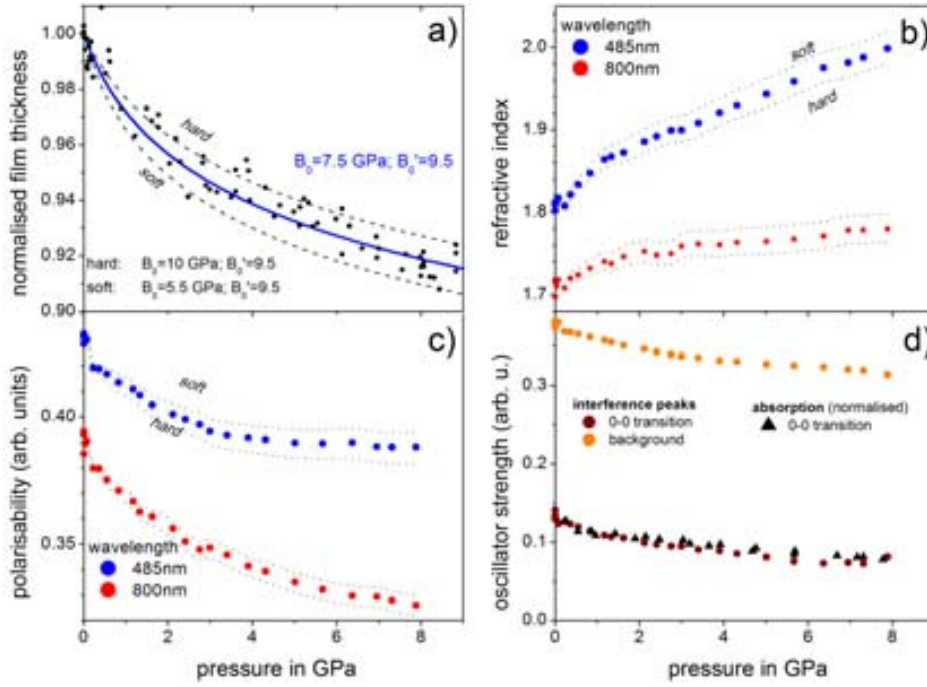 a)
normalised film thickness
1.00
0.98
0.96
0.94
0.92
0.90
hard
soft
B₀=7.5 GPa; B₀'=9.5
hard: B₀=10 GPa; B₀'=9.5
soft: B₀=5.5 GPa; B₀'=9.5
b)
wavelength
485nm
800nm
refractive index
2.0
1.9
1.8
1.7
soft
hard
c)
polarisability (arb. units)
0.40
0.35
soft
hard
wavelength
485nm
800nm
0 2 4 6 8
pressure in GPa
d)
oscillator strength (arb. u.)
0.3
0.2
0.1
0.0
interference peaks
0-0 transition
background
absorption (normalised)
0-0 transition
0 2 4 6 8
pressure in GPa